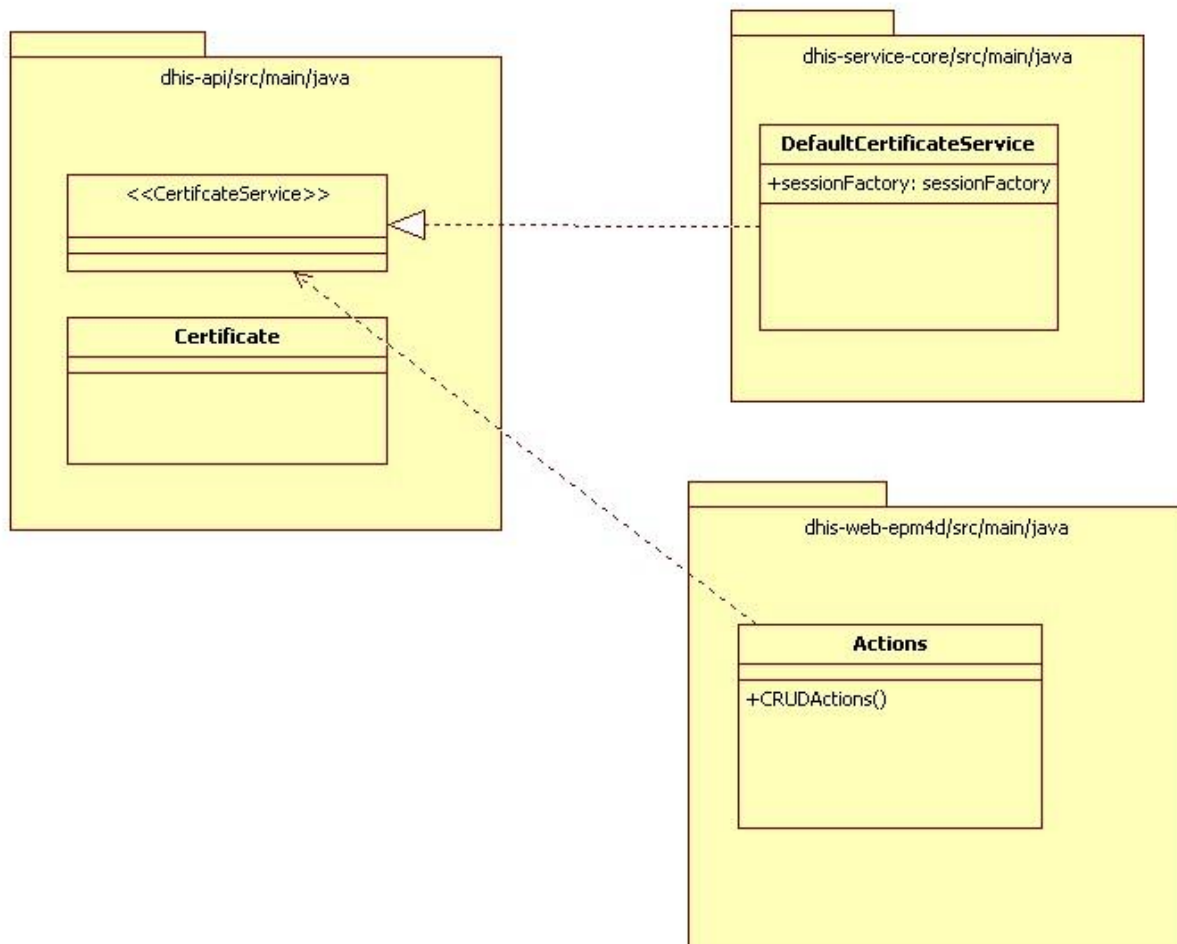 dhis-api/src/main/java
<<CertifcateService>>
Certificate
dhis-service-core/src/main/java
DefaultCertificateService
+sessionFactory: sessionFactory
dhis-web-epm4d/src/main/java
Actions
+CRUDActions()